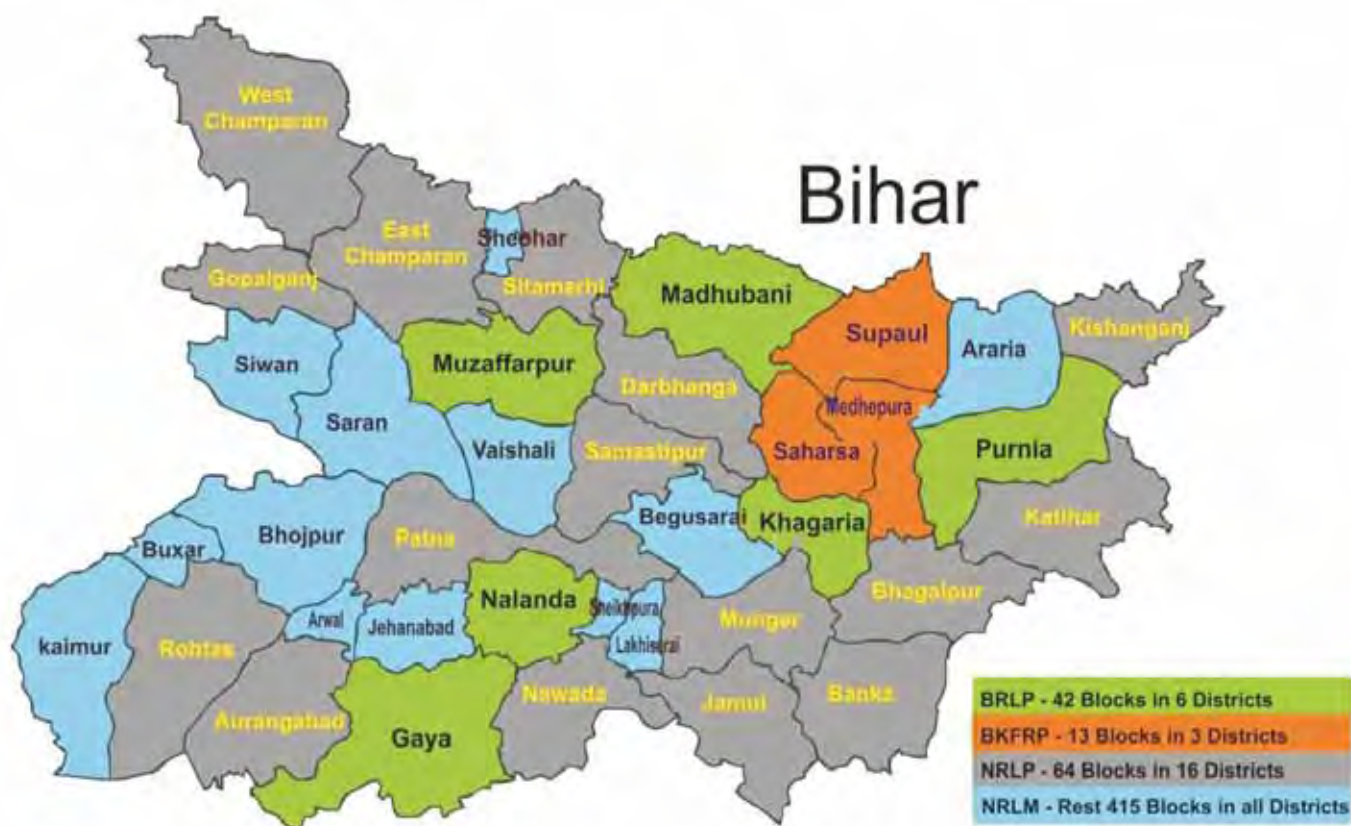 West
Champaran
Bihar
East
Champaran
Sheohar
Gopalganj
Sitamarhi
Madhubani
Supaul
Kishanganj
Araria
Siwan
Muzaffarpur
Darbhanga
Medhepura
Saran
Vaishali
Samastipur
Saharsa
Purnia
Begusarai
Khagaria
Katihar
Bhojpur
Patna
Buxar
Nalanda
Sheikhpura
Bhagalpur
Arwal
Jehanabad
Munger
kaimur
Rohtas
Lakhiserai
Nawada
Jamui
Banka
Aurangabad
Gaya
BRLP - 42 Blocks in 6 Districts
BKFRP - 13 Blocks in 3 Districts
NRLP - 64 Blocks in 16 Districts
NRLM - Rest 415 Blocks in all Districts